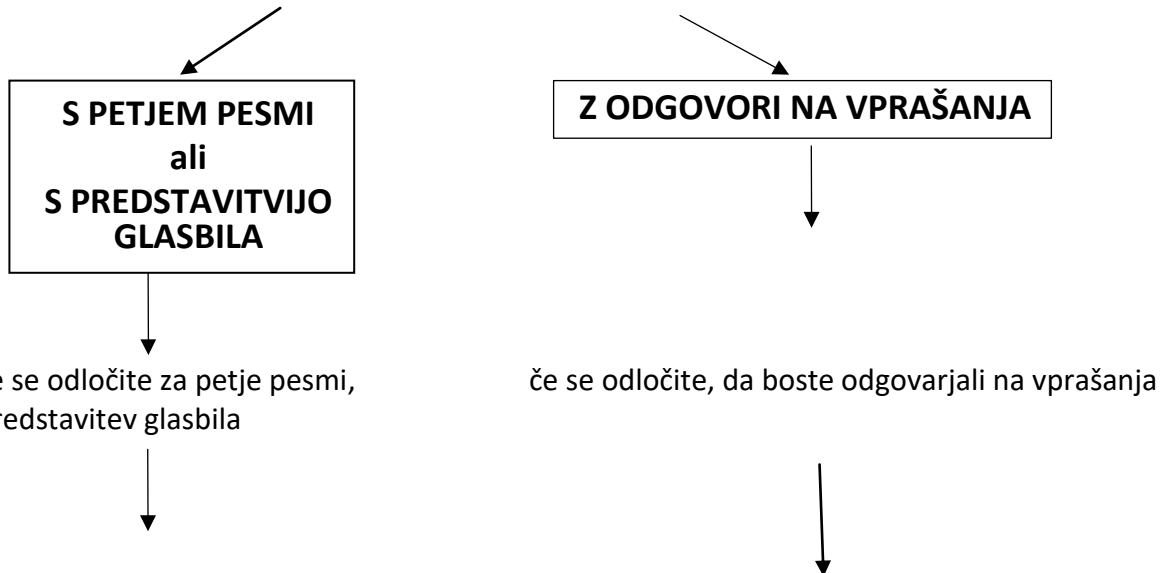 S PETJEM PESMI
ali
S PREDSTAVITVIJO
GLASBILA
Z ODGOVORI NA VPRAŠANJA
se odločite za petje pesmi,
glasbila
če se odločite, da boste odgovarjali na vprašanja